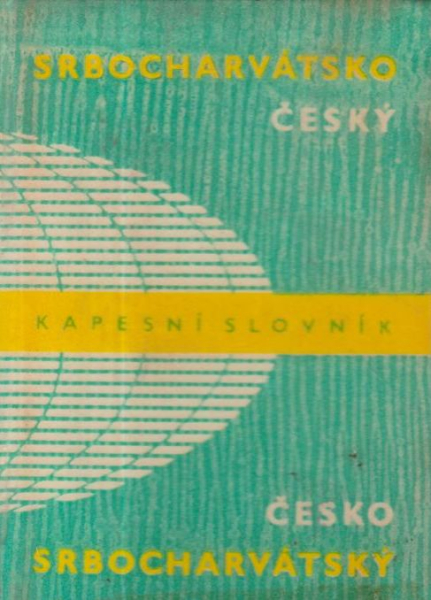 SRBOCHARVÁTSKO
ČESKÝ
KAPESNÍ SLOVNÍK
ČESKO
SRBOCHARVÁTSKÝ